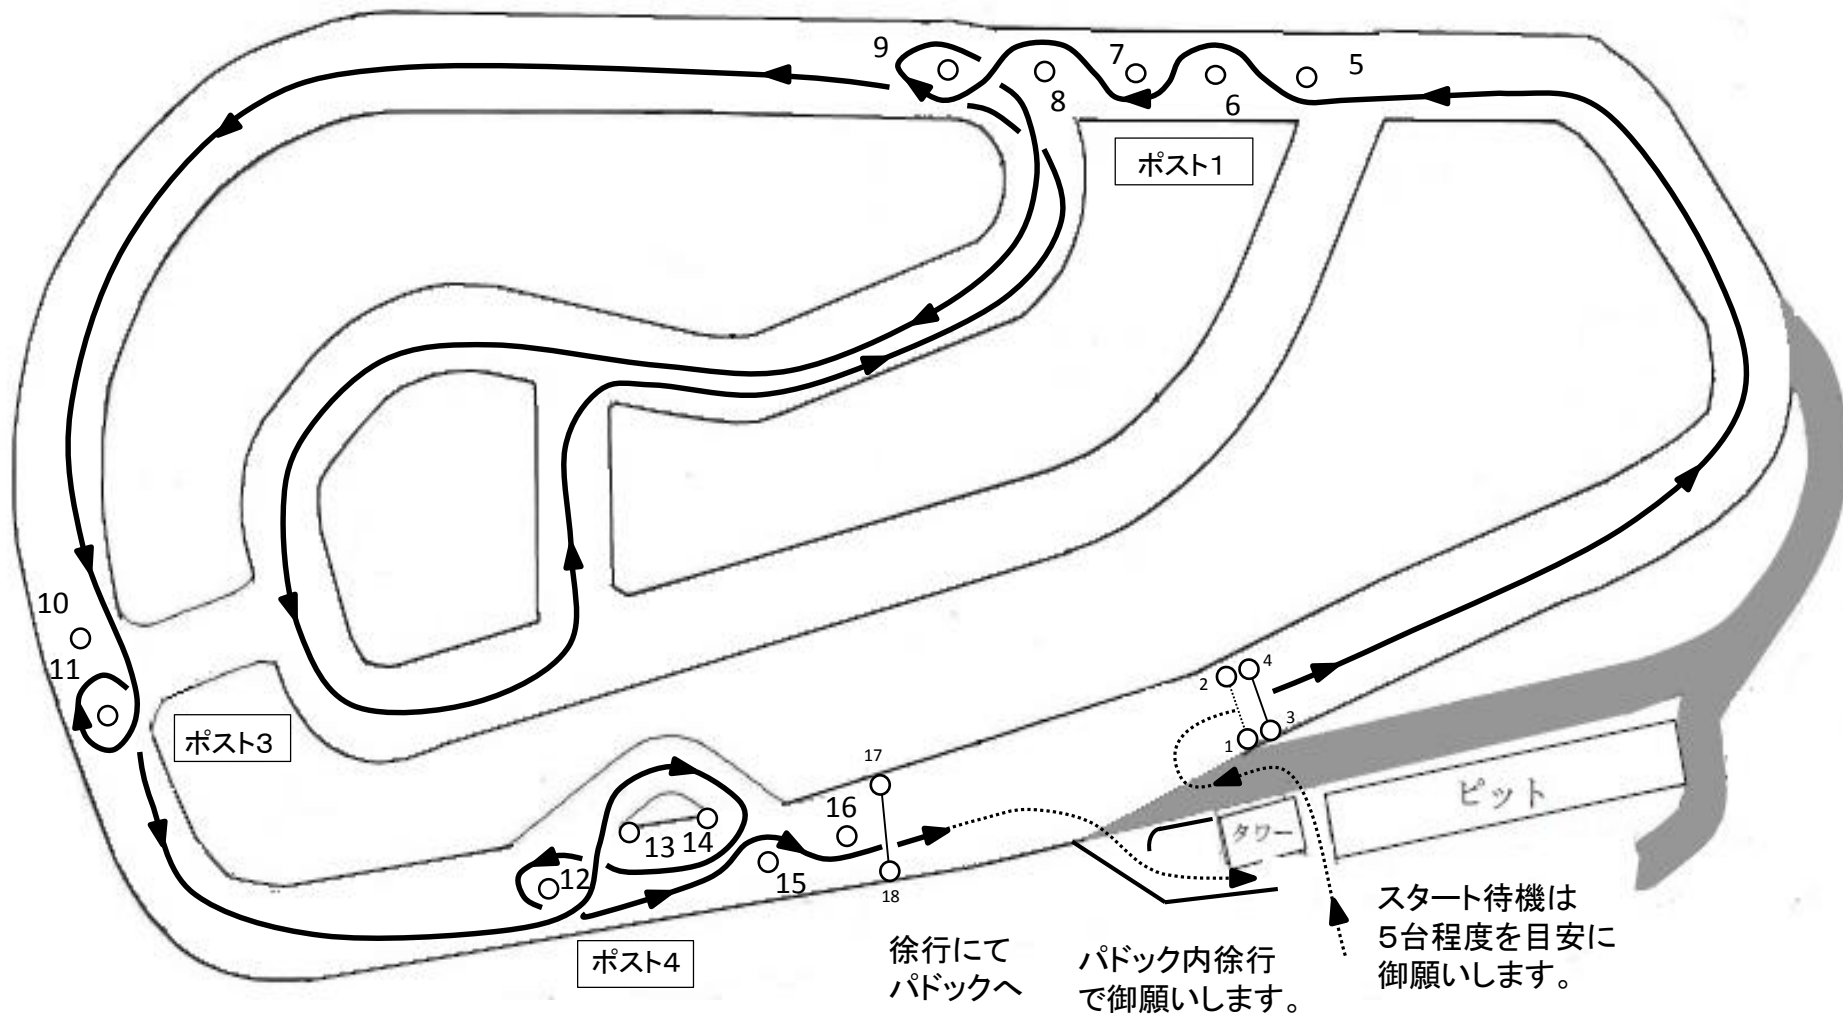 9
7
5
8
6
ポスト1
10
11
ポスト3
2
4
1
3
17
16
13
14
12
15
18
ピット
タワー
ポスト4
徐行にて
パドックへ
パドック内徐行
で御願いします。
スタート待機は
5台程度を目安に
御願いします。